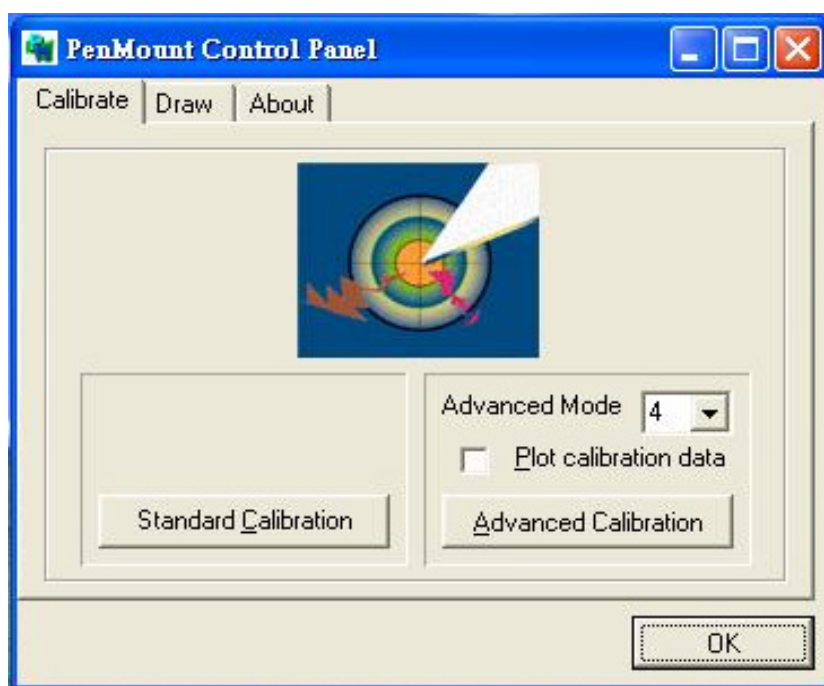 PenMount Control Panel
Calibrate Draw About
Advanced Mode 4
Plot calibration data
Standard Calibration
Advanced Calibration
OK